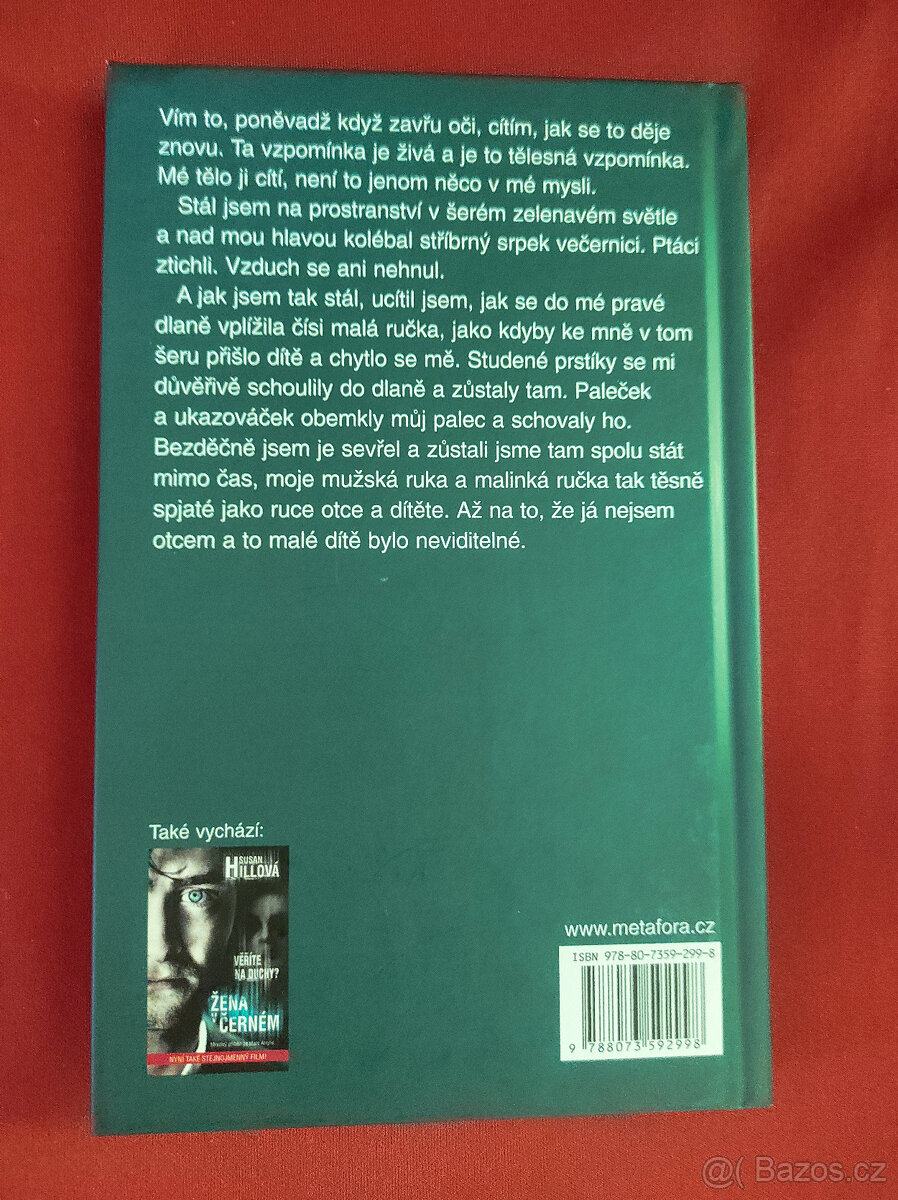 Vím to, poněvadž když zavřu oči, cítím, jak se to děje
znovu. Ta vzpomínka je živá a je to tělesná vzpomínka.
Mé tělo ji cítí, není to jenom něco v mé mysli.
Stál jsem na prostranství v šerém zelenavém světle
a nad mou hlavou kolébal stříbrný srpek večernici. Ptáci
ztichli. Vzduch se ani nehnul.
A jak jsem tak stál, ucítil jsem, jak se do mé pravé
dlaně vplížila čísi malá ručka, jako kdyby ke mně v tom
šeru přišlo dítě a chytlo se mě. Studené prstíky se mi
důvěřivě schoulily do dlaně a zůstaly tam. Paleček
a ukazováček obemkly můj palec a schovaly ho.
Bezděčně jsem je sevřel a zůstali jsme tam spolu stát
mimo čas, moje mužská ruka a malinká ručka tak těsně
spjaté jako ruce otce a dítěte. Až na to, že já nejsem
otcem a to malé dítě bylo neviditelné.
Také vychází:
SUSAN
HILLOVÁ
VĚŘÍTE
NA DUCHY?
ŽENA
V ČERNÉM
NYNÍ TAKÉ STEJNOJMENNÝ FILM!
www.metafora.cz
ISBN 978-80-7359-299-8
9 788073 592998
@( Bazos.cz